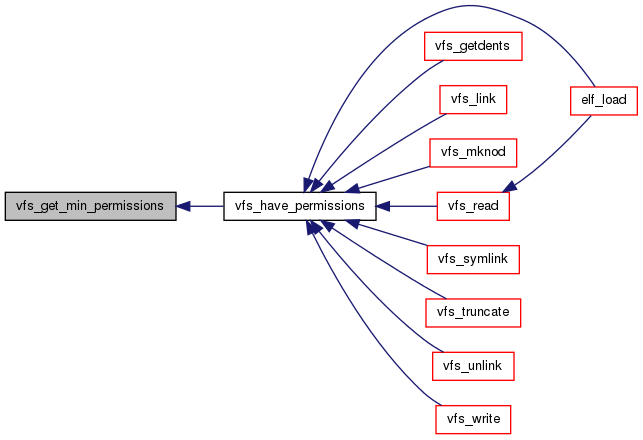 vfs_getdents
vfs_link
elf_load
vfs_mknod
vfs_get_min_permissions
vfs_have_permissions
vfs_read
vfs_symlink
vfs_truncate
vfs_unlink
vfs_write